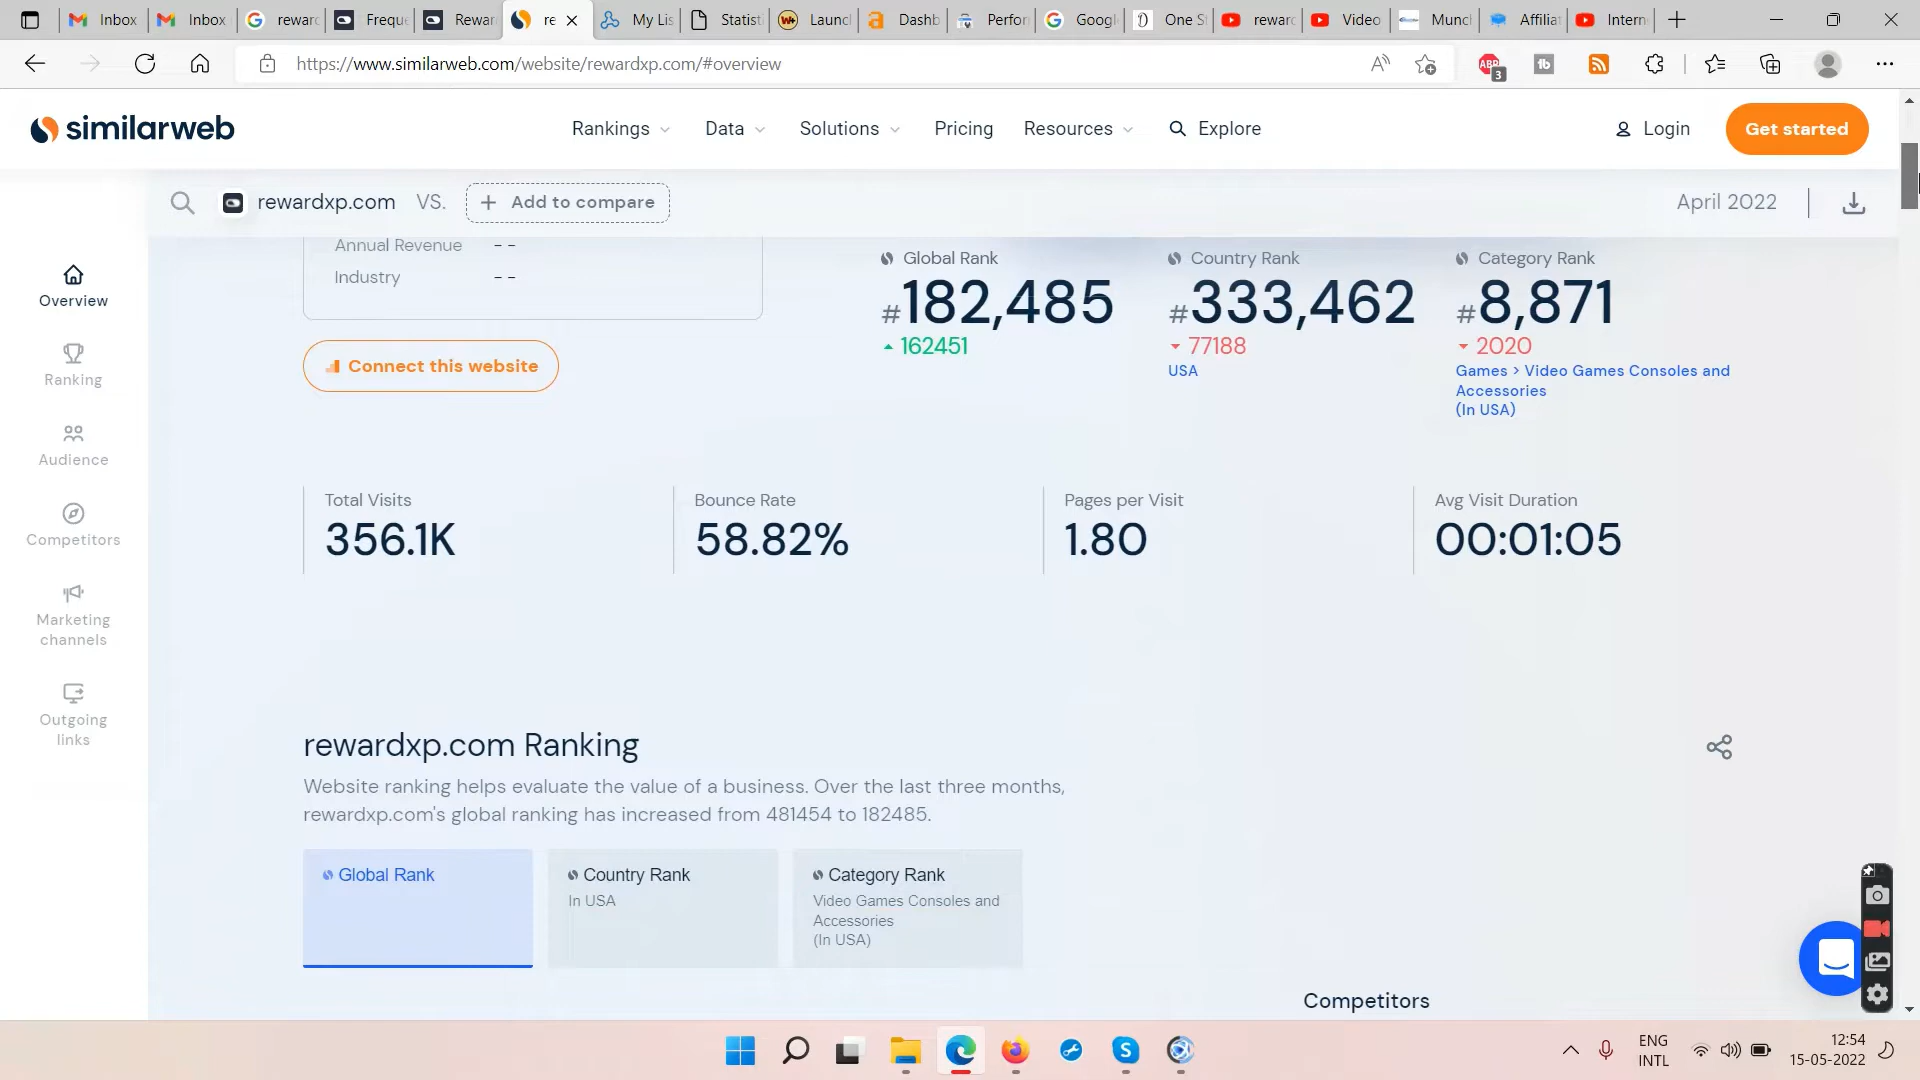 Inbox
Inbox
rewar
Freque
Rewar
re
My Lis
Statist
Launc
Dashb
Perfor
Googl
One S
rewar
Video
Munch
Affiliat
Intern
https://www.similarweb.com/website/rewardxp.com/#overview
ABP
3
similarweb
Rankings
Data
Solutions
Pricing
Resources
Explore
Login
Get started
rewardxp.com VS. + Add to compare
April 2022
Overview
Ranking
Audience
Competitors
Marketing
channels
Outgoing
links
Annual Revenue - -
Industry - -
Connect this website
Global Rank
#182,485
162451
Country Rank
#333,462
77188
USA
Category Rank
#8,871
2020
Games > Video Games Consoles and
Accessories
(In USA)
Total Visits
356.1K
Bounce Rate
58.82%
Pages per Visit
1.80
Avg Visit Duration
00:01:05
rewardxp.com Ranking
Website ranking helps evaluate the value of a business. Over the last three months,
rewardxp.com's global ranking has increased from 481454 to 182485.
Global Rank
Country Rank
In USA
Category Rank
Video Games Consoles and
Accessories
(In USA)
Competitors
ENG
INTL
12:54
15-05-2022